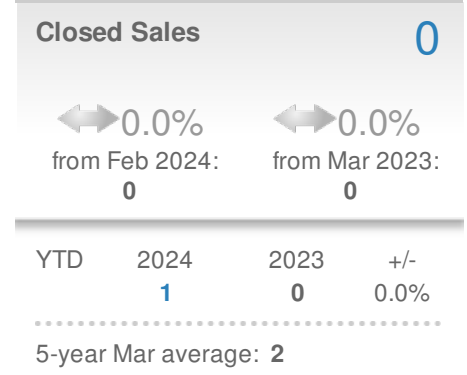 Closed Sales 0
0.0% 0.0%
from Feb 2024: from Mar 2023:
0 0
YTD 2024 2023 +/-
1 0 0.0%
5-year Mar average: 2